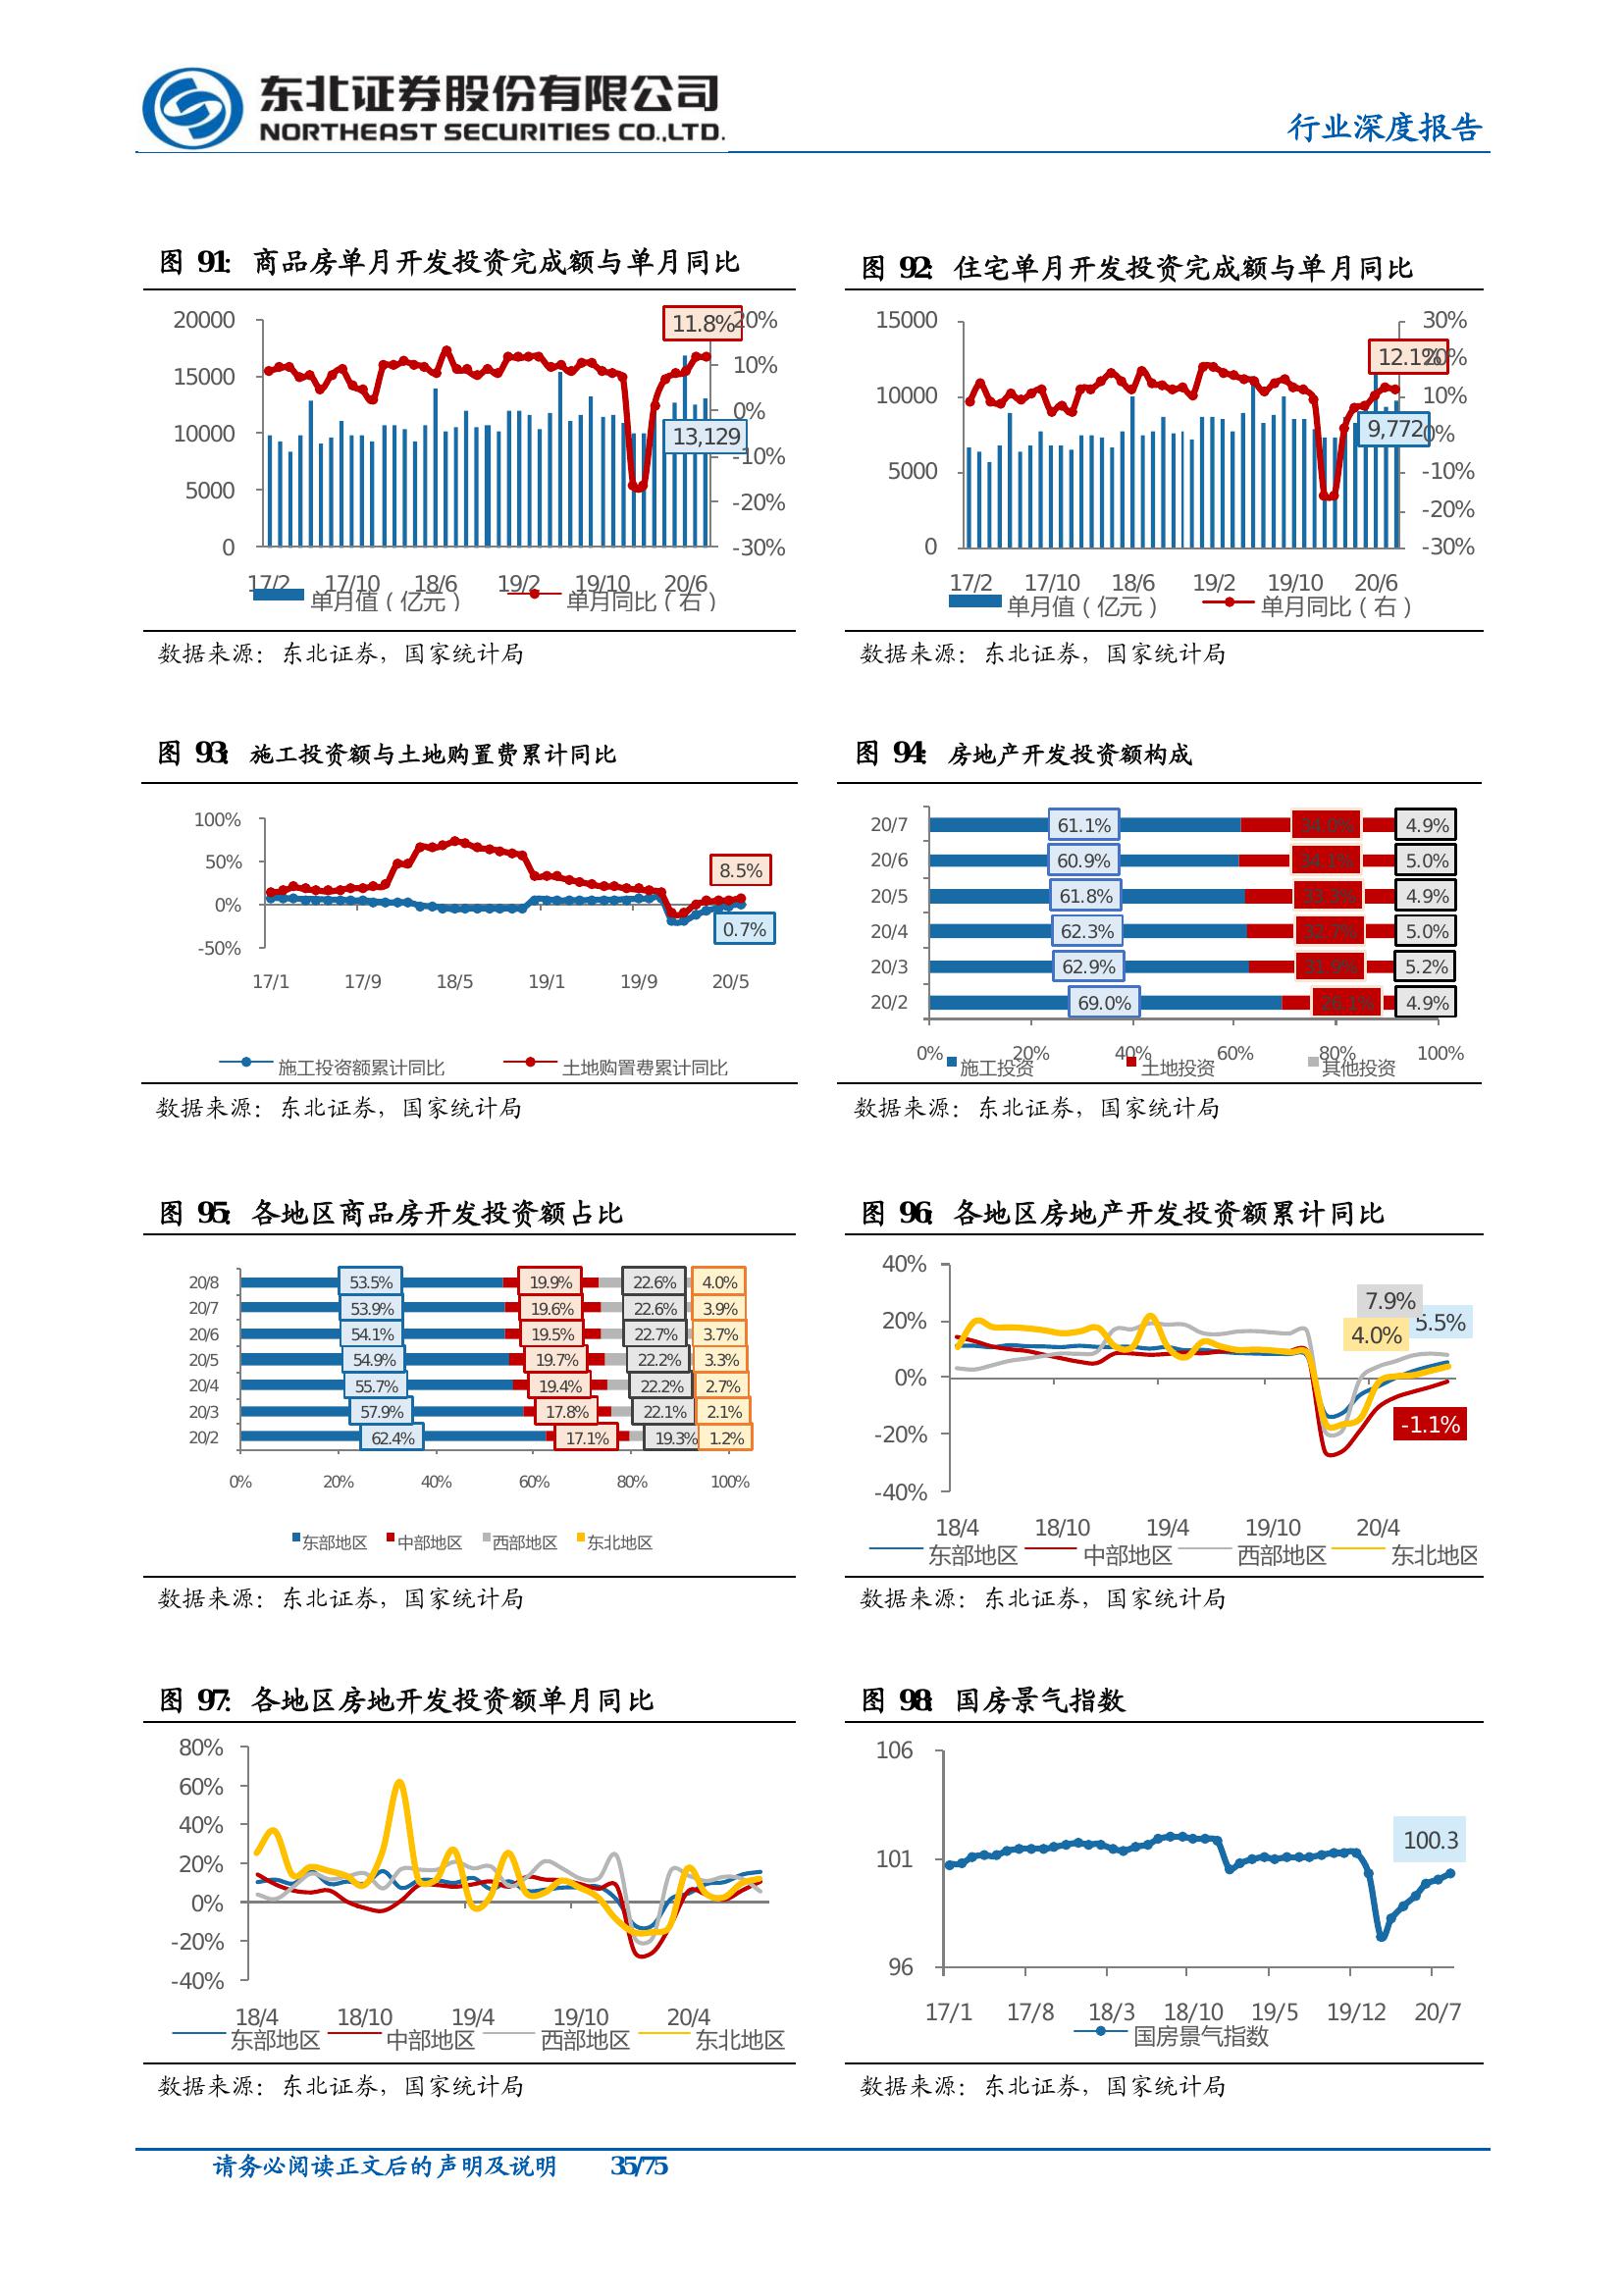 东北证券股份有限公司
NORTHEAST SECURITIES CO.,LTD.
行业深度报告
图 91: 商品房单月开发投资完成额与单月同比
20000
15000
10000
5000
0
20%
10%
0%
-10%
-20%
-30%
11.8%
13,129
17/2 17/10 18/6 19/2 19/10 20/6
单月值(亿元) 单月同比(右)
数据来源:东北证券,国家统计局
图 92: 住宅单月开发投资完成额与单月同比
15000
10000
5000
0
30%
20%
10%
0%
-10%
-20%
-30%
12.1%
9,772
17/2 17/10 18/6 19/2 19/10 20/6
单月值(亿元) 单月同比(右)
数据来源:东北证券,国家统计局
图 93: 施工投资额与土地购置费累计同比
100%
50%
0%
-50%
8.5%
0.7%
17/1 17/9 18/5 19/1 19/9 20/5
施工投资额累计同比 土地购置费累计同比
数据来源:东北证券,国家统计局
图 94: 房地产开发投资额构成
20/7 61.1% 34.0% 4.9%
20/6 60.9% 34.1% 5.0%
20/5 61.8% 33.3% 4.9%
20/4 62.3% 32.7% 5.0%
20/3 62.9% 31.9% 5.2%
20/2 69.0% 26.1% 4.9%
0% 20% 40% 60% 80% 100%
施工投资 土地投资 其他投资
数据来源:东北证券,国家统计局
图 95: 各地区商品房开发投资额占比
20/8 53.5% 19.9% 22.6% 4.0%
20/7 53.9% 19.6% 22.6% 3.9%
20/6 54.1% 19.5% 22.7% 3.7%
20/5 54.9% 19.7% 22.2% 3.3%
20/4 55.7% 19.4% 22.2% 2.7%
20/3 57.9% 17.8% 22.1% 2.1%
20/2 62.4% 17.1% 19.3% 1.2%
0% 20% 40% 60% 80% 100%
东部地区 中部地区 西部地区 东北地区
数据来源:东北证券,国家统计局
图 96: 各地区房地产开发投资额累计同比
40%
20%
0%
-20%
-40%
7.9%
5.5%
4.0%
-1.1%
18/4 18/10 19/4 19/10 20/4
东部地区 中部地区 西部地区 东北地区
数据来源:东北证券,国家统计局
图 97: 各地区房地开发投资额单月同比
80%
60%
40%
20%
0%
-20%
-40%
18/4 18/10 19/4 19/10 20/4
东部地区 中部地区 西部地区 东北地区
数据来源:东北证券,国家统计局
图 98: 国房景气指数
106
101
96
100.3
17/1 17/8 18/3 18/10 19/5 19/12 20/7
国房景气指数
数据来源:东北证券,国家统计局
请务必阅读正文后的声明及说明 35/75